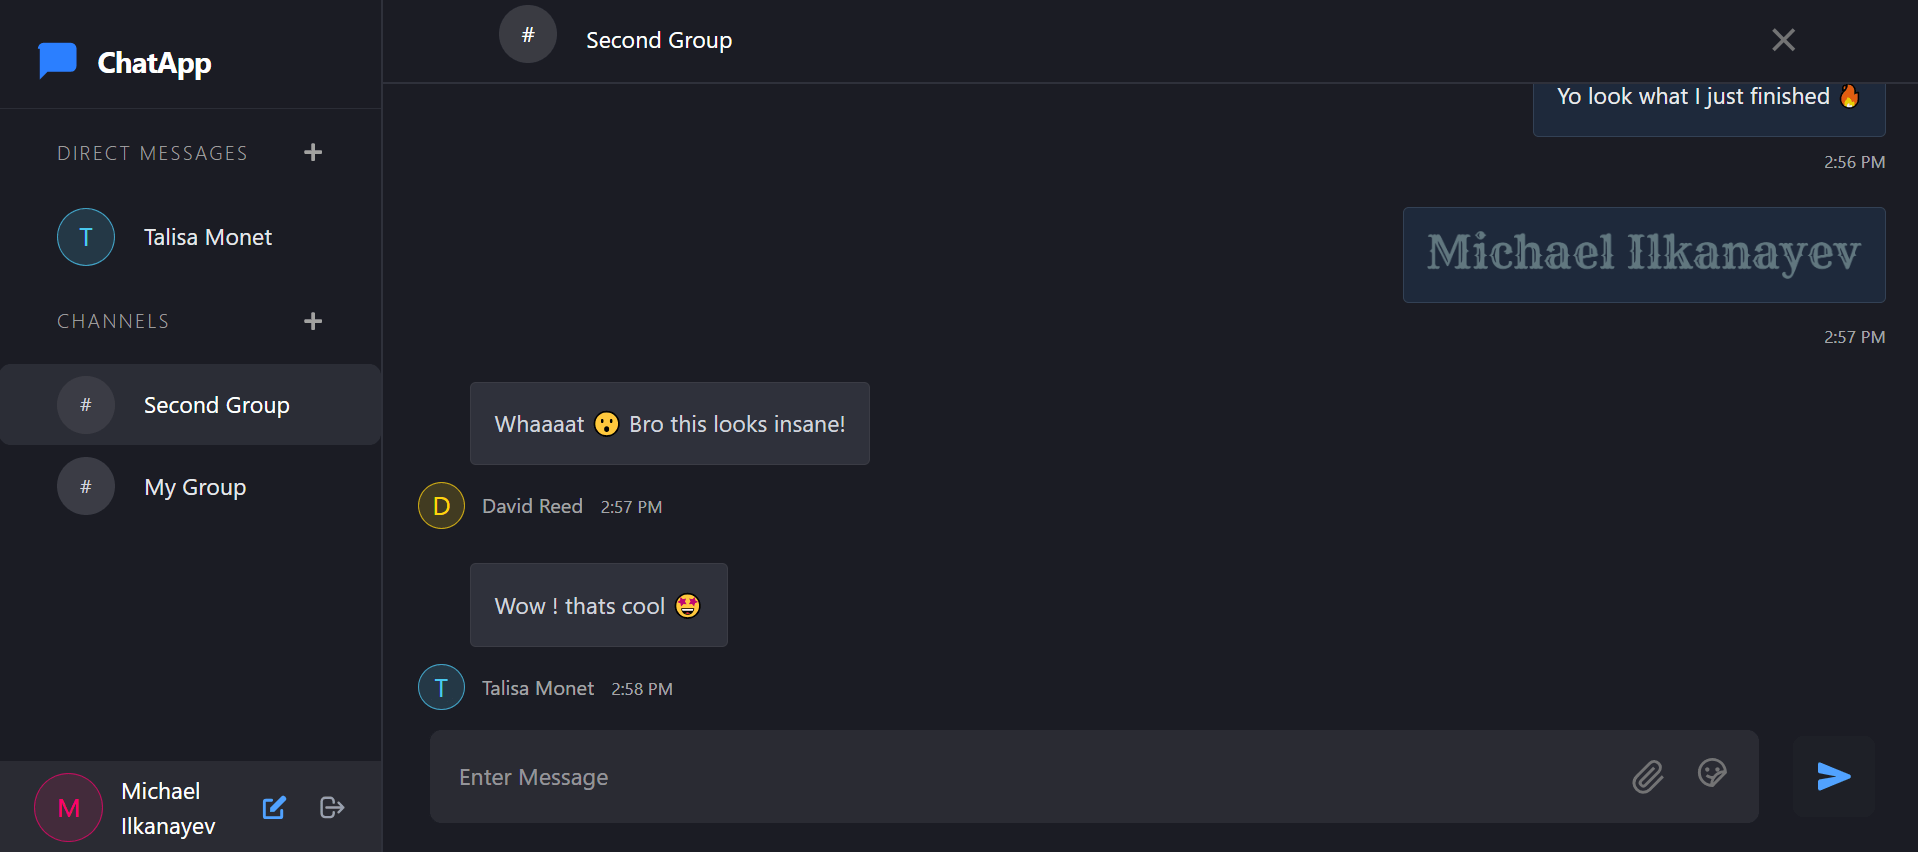 ChatApp
DIRECT MESSAGES
T
Talisa Monet
CHANNELS
#
Second Group
#
My Group
M
Michael
Ilkanayev
#
Second Group
Yo look what I just finished 🔥
2:56 PM
Michael Ilkanayev
2:57 PM
Whaaaat 😮 Bro this looks insane!
D
David Reed 2:57 PM
Wow ! thats cool 🤩
T
Talisa Monet 2:58 PM
Enter Message